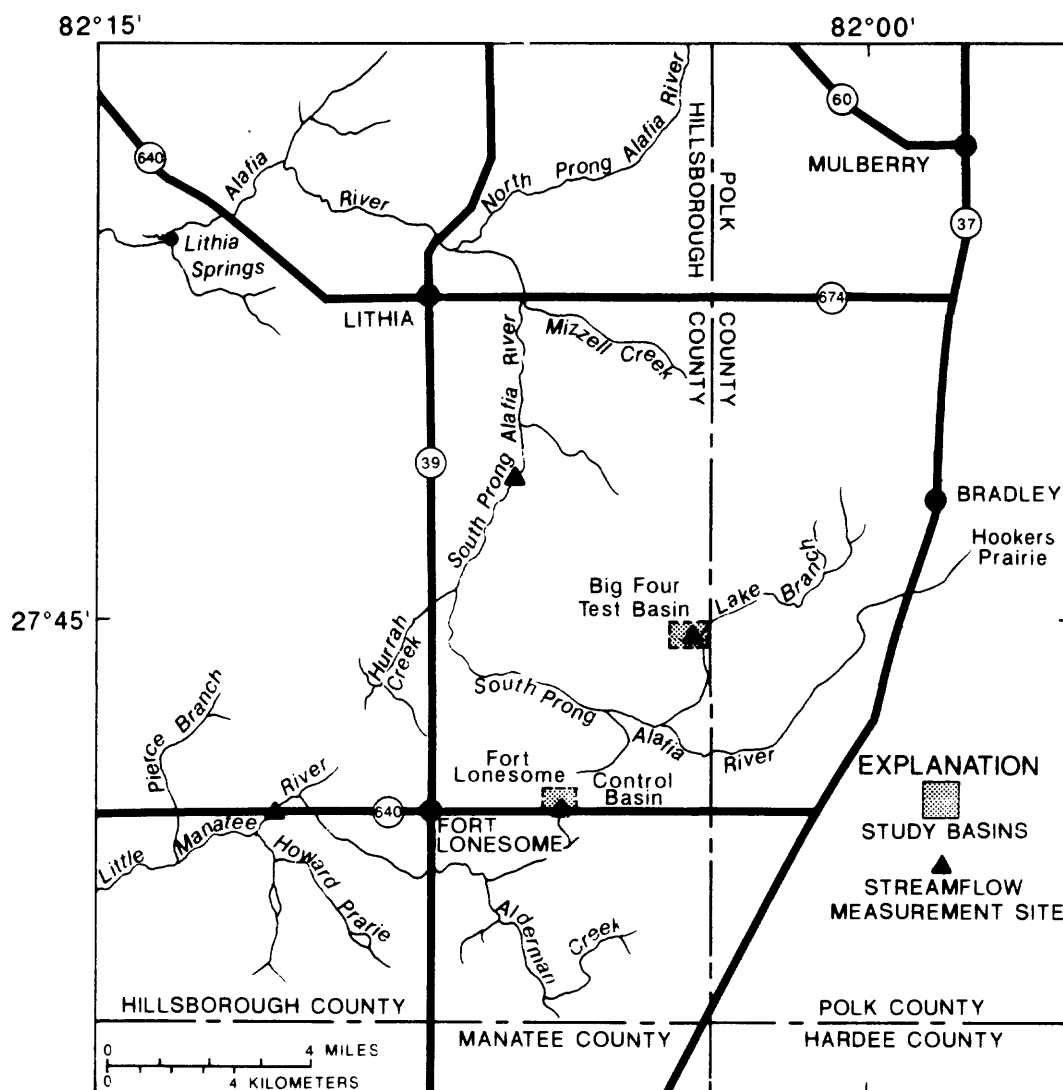 82°15'
82°00'
60
MULBERRY
640
Alafia
River
North Prong Alafia River
HILLSBOROUGH COUNTY
POLK COUNTY
37
Lithia
Springs
LITHIA
674
Mizzell Creek
South Prong Alafia River
39
BRADLEY
Hookers
Prairie
Big Four
Test Basin
Lake Branch
27°45'
Hurrah
Creek
South Prong Alafia River
Pierce Branch
Fort
Lonesome
Control
Basin
Little Manatee River
640
FORT
LONESOME
Howard Prarie
Alderman Creek
EXPLANATION
STUDY BASINS
STREAMFLOW
MEASUREMENT SITE
HILLSBOROUGH COUNTY
POLK COUNTY
MANATEE COUNTY
HARDEE COUNTY
0 4 MILES
0 4 KILOMETERS